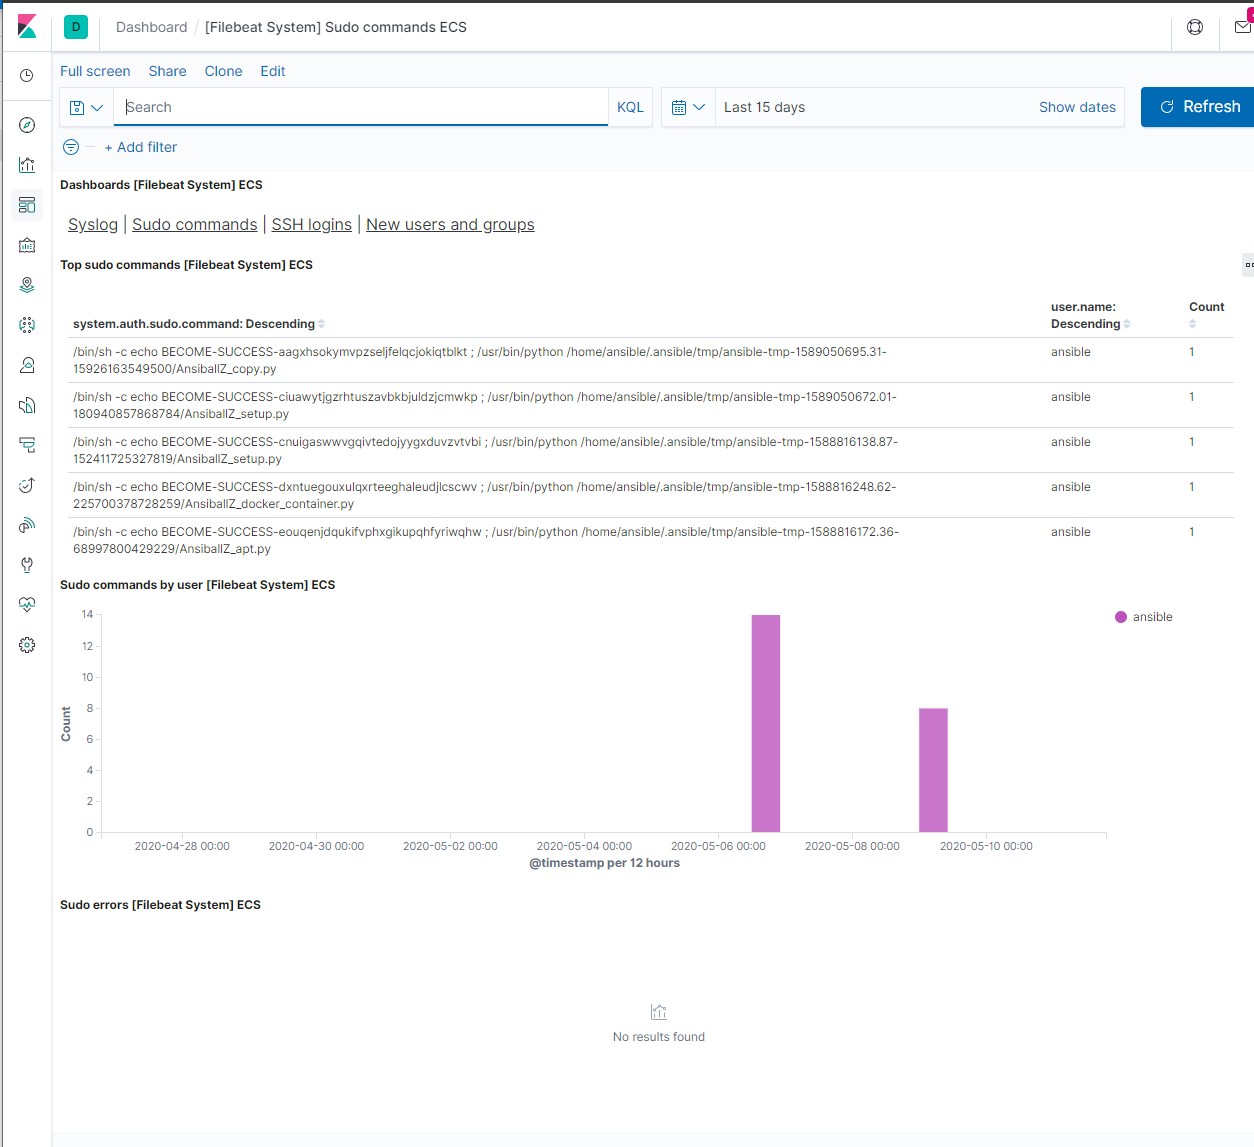 D Dashboard / [Filebeat System] Sudo commands ECS
Full screen Share Clone Edit
Search KQL Last 15 days Show dates Refresh
+ Add filter
Dashboards [Filebeat System] ECS
Syslog | Sudo commands | SSH logins | New users and groups
Top sudo commands [Filebeat System] ECS
system.auth.sudo.command: Descending user.name: Descending Count
/bin/sh -c echo BECOME-SUCCESS-aagxhsokymvpzseljfelqcjokiqtblkt ; /usr/bin/python /home/ansible/.ansible/tmp/ansible-tmp-1589050695.31- ansible 1
15926163549500/AnsiballZ_copy.py
/bin/sh -c echo BECOME-SUCCESS-ciuawytjgzrhtuszavbkbjuldzjcmwkp ; /usr/bin/python /home/ansible/.ansible/tmp/ansible-tmp-1589050672.01- ansible 1
180940857868784/AnsiballZ_setup.py
/bin/sh -c echo BECOME-SUCCESS-cnuigaswwvgqivtedojyygxduvzvtvbi ; /usr/bin/python /home/ansible/.ansible/tmp/ansible-tmp-1588816138.87- ansible 1
152411725327819/AnsiballZ_setup.py
/bin/sh -c echo BECOME-SUCCESS-dxntuegouxulqxrteeghaleudjlcscwv ; /usr/bin/python /home/ansible/.ansible/tmp/ansible-tmp-1588816248.62- ansible 1
225700378728259/AnsiballZ_docker_container.py
/bin/sh -c echo BECOME-SUCCESS-eouqenjdqukifvphxgikupqhfyriwqhw ; /usr/bin/python /home/ansible/.ansible/tmp/ansible-tmp-1588816172.36- ansible 1
68997800429229/AnsiballZ_apt.py
Sudo commands by user [Filebeat System] ECS
14
12
10
8
6
4
2
0
Count
ansible
2020-04-28 00:00 2020-04-30 00:00 2020-05-02 00:00 2020-05-04 00:00 2020-05-06 00:00 2020-05-08 00:00 2020-05-10 00:00
@timestamp per 12 hours
Sudo errors [Filebeat System] ECS
No results found